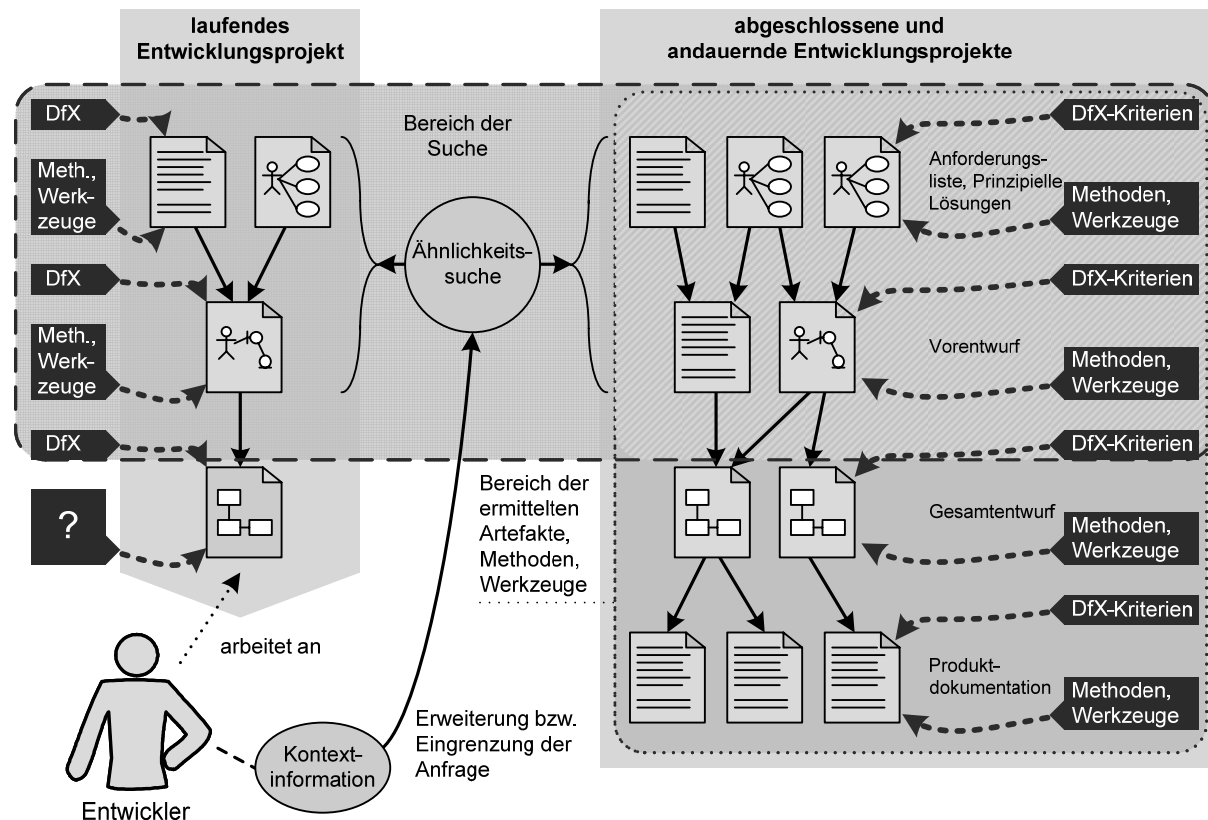 laufendes
Entwicklungsprojekt
abgeschlossene und
andauernde Entwicklungsprojekte
DfX
Meth.,
Werk-
zeuge
DfX
Meth.,
Werk-
zeuge
DfX
?
Bereich der
Suche
Ähnlichkeits-
suche
DfX-Kriterien
Anforderungs-
liste, Prinzipielle
Lösungen
Methoden,
Werkzeuge
DfX-Kriterien
Vorentwurf
Methoden,
Werkzeuge
DfX-Kriterien
Bereich der
ermittelten
Artefakte,
Methoden,
Werkzeuge
Gesamtentwurf
Methoden,
Werkzeuge
DfX-Kriterien
Produkt-
dokumentation
Methoden,
Werkzeuge
arbeitet an
Erweiterung bzw.
Eingrenzung der
Anfrage
Kontext-
information
Entwickler